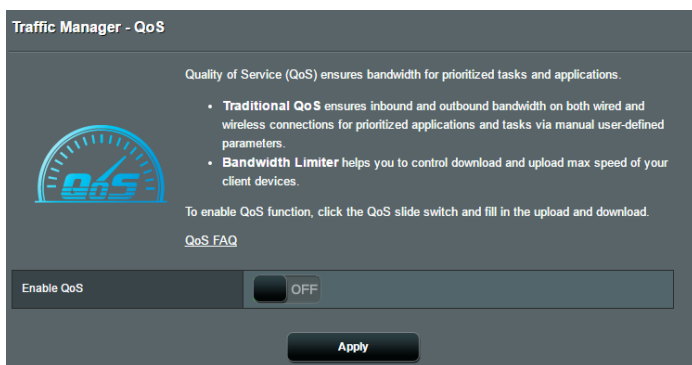 Traffic Manager - QoS
Quality of Service (QoS) ensures bandwidth for prioritized tasks and applications.
• Traditional QoS ensures inbound and outbound bandwidth on both wired and
wireless connections for prioritized applications and tasks via manual user-defined
parameters.
• Bandwidth Limiter helps you to control download and upload max speed of your
client devices.
QoS
To enable QoS function, click the QoS slide switch and fill in the upload and download.
QoS FAQ
Enable QoS
OFF
Apply